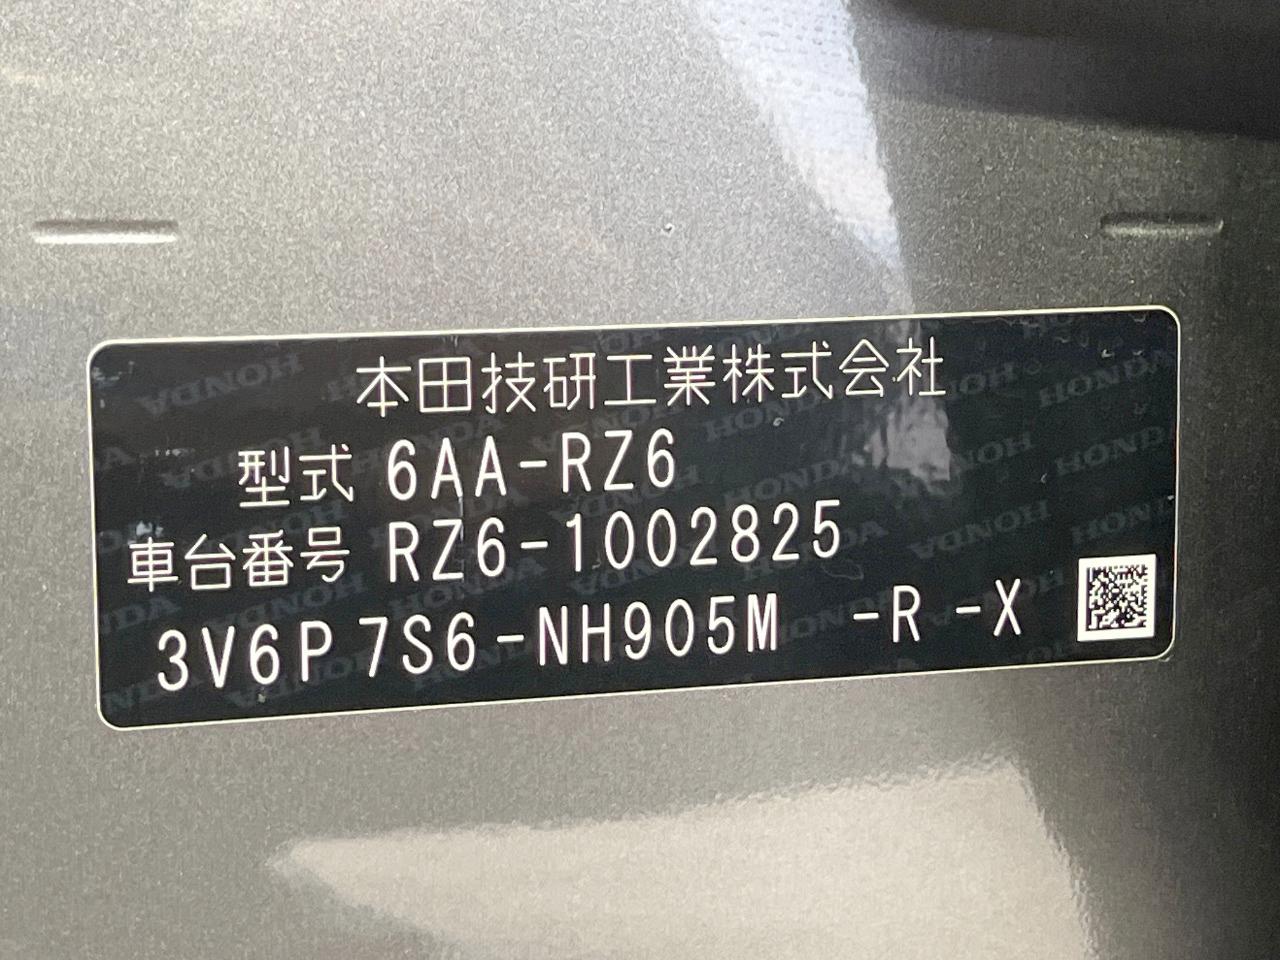 本田技研工業株式会社
型式 6AA-RZ6
車台番号 RZ6-1002825
3V6P7S6-NH905M -R-X